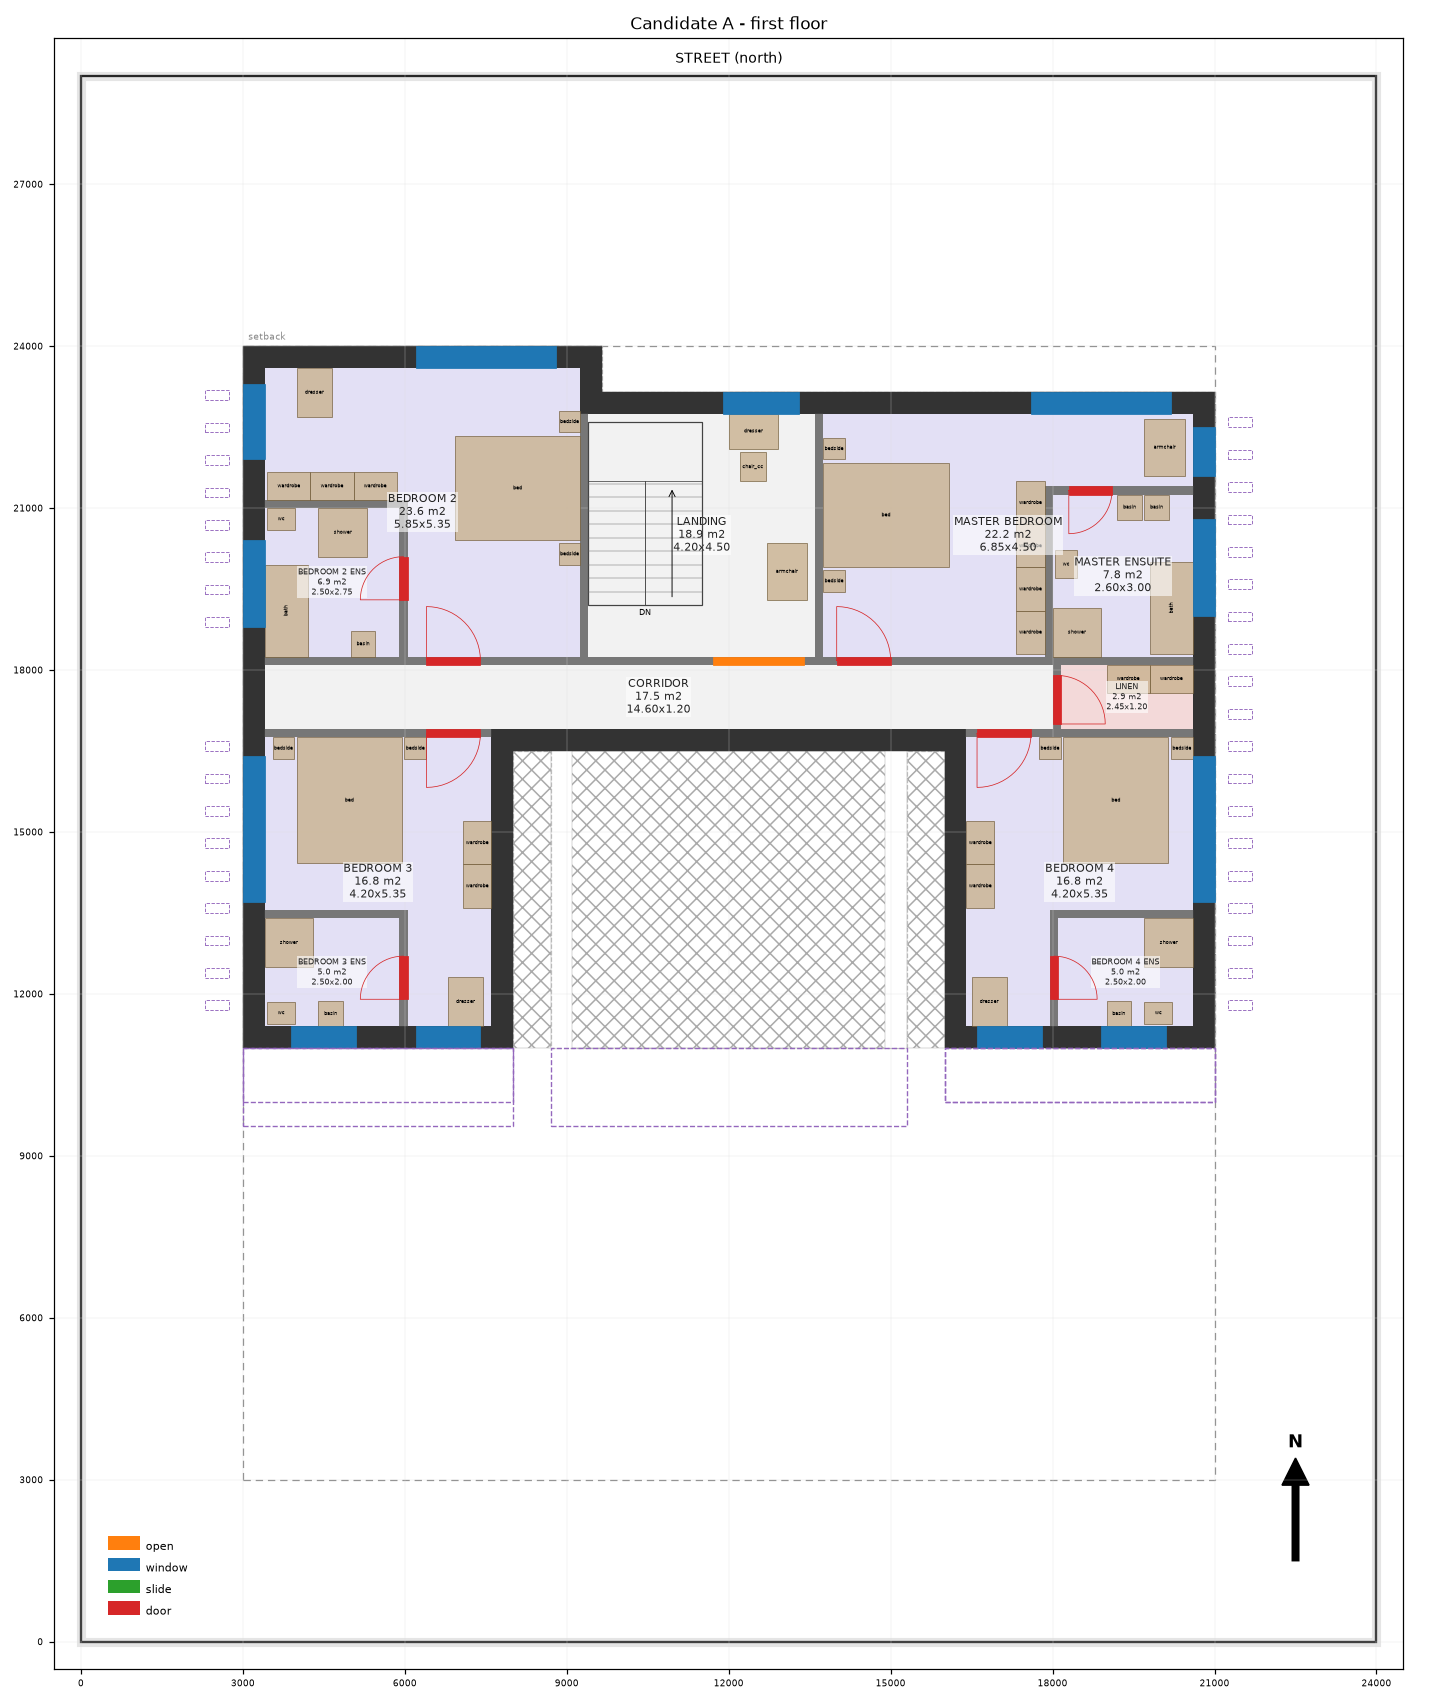 Candidate A - first floor
STREET (north)
27000
setback
24000
dresser
bedside
dresser
armchair
bedside
bed
chair_cc
wardrobe
wardrobe
wardrobe
bed
BEDROOM 2
23.6 m2
5.85x5.35
bedside
wardrobe
21000
wc
shower
basin
basin
LANDING
18.9 m2
4.20x4.50
bed
MASTER BEDROOM
22.2 m2
6.85x4.50
bedside
armchair
bedside
wc
MASTER ENSUITE
7.8 m2
2.60x3.00
BEDROOM 2 ENS
6.9 m2
2.50x2.75
bath
wardrobe
bath
DN
basin
wardrobe
shower
18000
CORRIDOR
17.5 m2
14.60x1.20
wardrobe
wardrobe
LINEN
2.9 m2
2.45x1.20
bedside
bedside
bedside
bedside
bed
bed
15000
wardrobe
wardrobe
wardrobe
wardrobe
BEDROOM 3
16.8 m2
4.20x5.35
BEDROOM 4
16.8 m2
4.20x5.35
shower
shower
BEDROOM 3 ENS
5.0 m2
2.50x2.00
BEDROOM 4 ENS
5.0 m2
2.50x2.00
12000
wc
basin
dresser
dresser
basin
wc
9000
6000
N
3000
open
window
slide
door
0
0
3000
6000
9000
12000
15000
18000
21000
24000